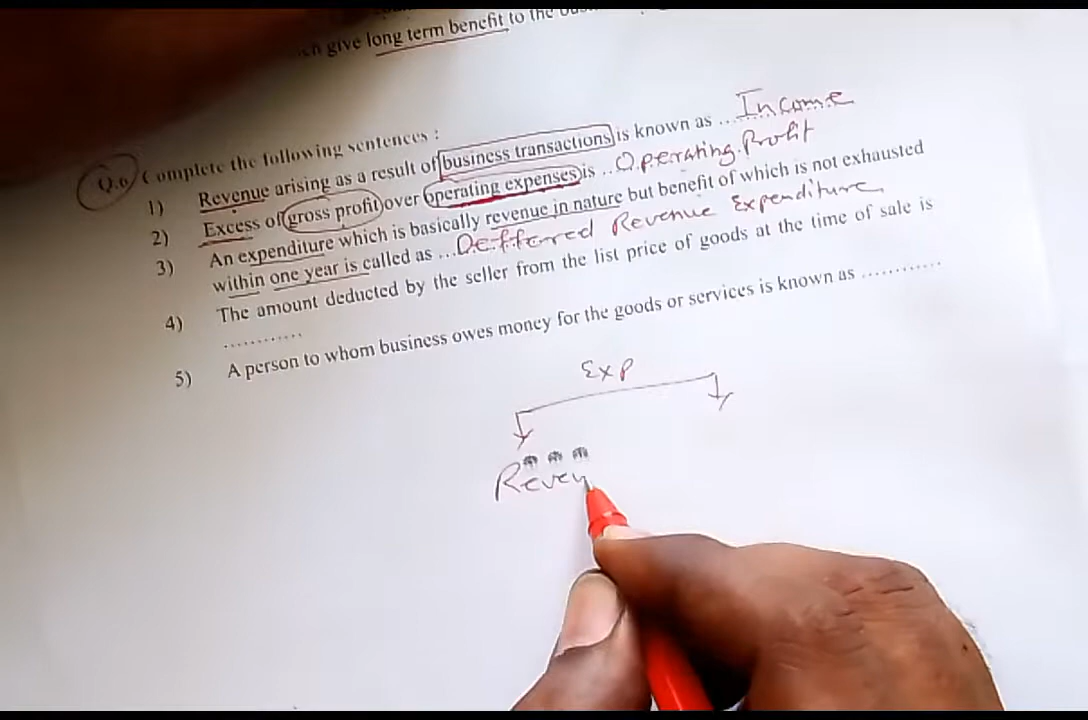 give long term benefit to the
Q.6 Complete the following sentences :
1) Revenue arising as a result of business transactions is known as ... Income
2) Excess of gross profit over operating expenses is ... Operating Profit
3) An expenditure which is basically revenue in nature but benefit of which is not exhausted
within one year is called as ... Defferred Revenue Expenditure
4) The amount deducted by the seller from the list price of goods at the time of sale is
............
5) A person to whom business owes money for the goods or services is known as ............
Exp
Reven